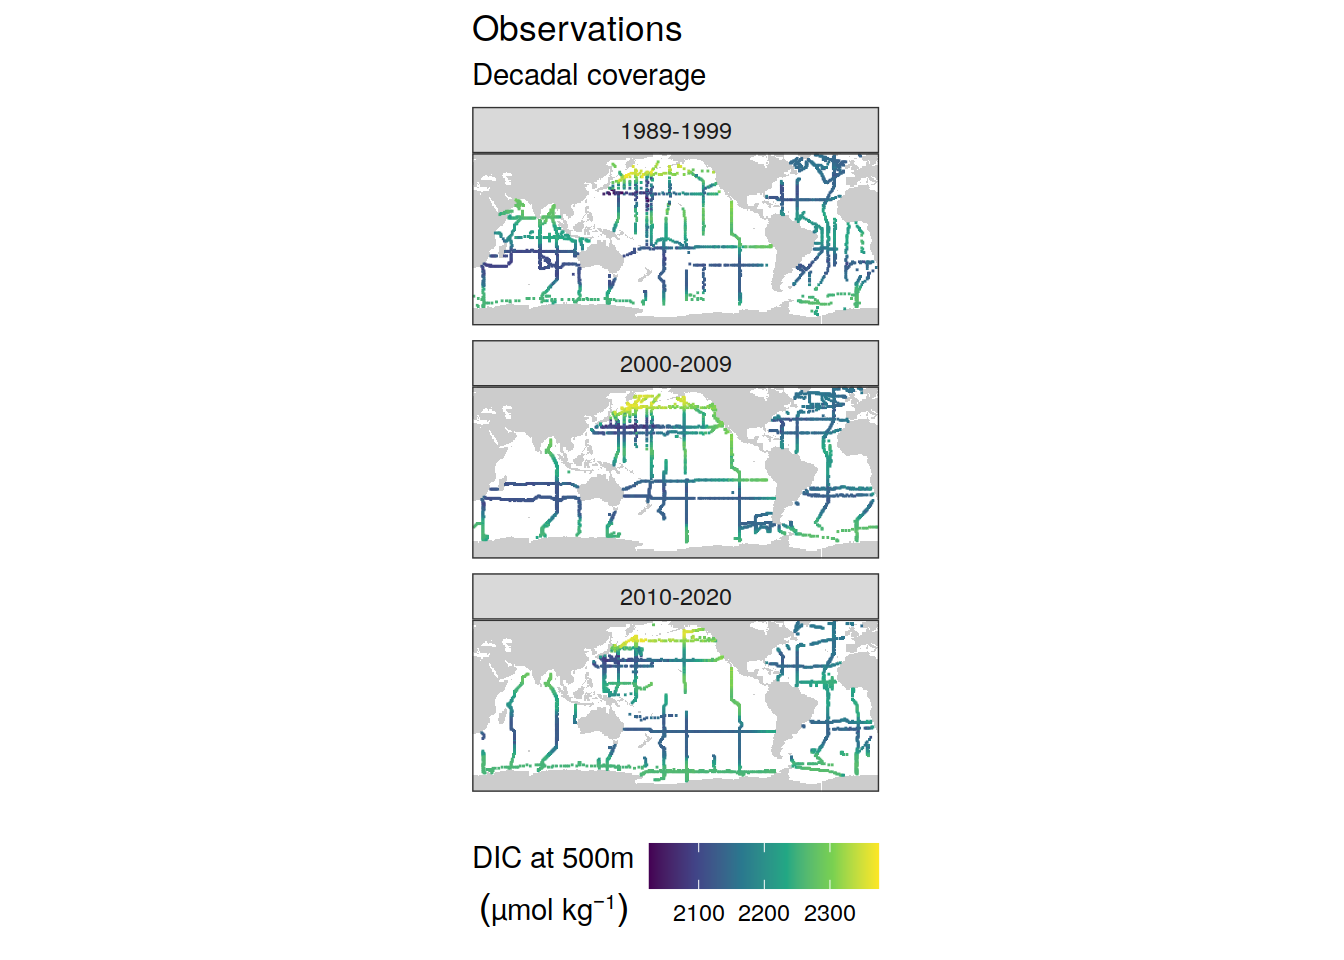 Observations
Decadal coverage
1989-1999
2000-2009
2010-2020
DIC at 500m
(μmol kg⁻¹)
2100 2200 2300